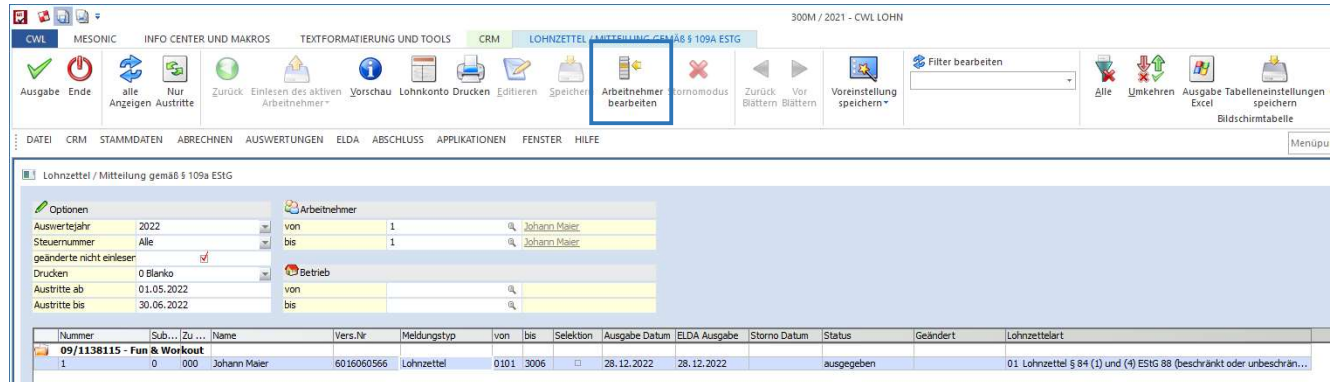 300M / 2021 - CWL LOHN
CWL MESONIC INFO CENTER UND MAKROS TEXTFORMATIERUNG UND TOOLS CRM LOHNZETTEL / MITTEILUNG GEMÄß § 109A ESTG
Ausgabe Ende alle Anzeigen Nur Austritte Zurück Einlesen des aktiven Arbeitnehmer Vorschau Lohnkonto Drucken Editieren Speichern Arbeitnehmer bearbeiten Stornomodus Zurück Blättern Vor Blättern Voreinstellung speichern Filter bearbeiten Alle Umkehren Ausgabe Excel Tabelleneinstellungen speichern
Bildschirmtabelle
DATEI CRM STAMMDATEN ABRECHNEN AUSWERTUNGEN ELDA ABSCHLUSS APPLIKATIONEN FENSTER HILFE Menüpu
Lohnzettel / Mitteilung gemäß § 109a EStG
Optionen Arbeitnehmer
Auswertejahr 2022 von 1 Johann Maier
Steuernummer Alle bis 1 Johann Maier
geänderte nicht einlesen
Drucken 0 Blanko Betrieb
Austritte ab 01.05.2022 von
Austritte bis 30.06.2022 bis
Nummer Sub... Zu ... Name Vers.Nr Meldungstyp von bis Selektion Ausgabe Datum ELDA Ausgabe Storno Datum Status Geändert Lohnzettelart
09/1138115 - Fun & Workout
1 0 000 Johann Maier 6016060566 Lohnzettel 0101 3006 28.12.2022 28.12.2022 ausgegeben 01 Lohnzettel § 84 (1) und (4) EStG 88 (beschränkt oder unbeschrän...